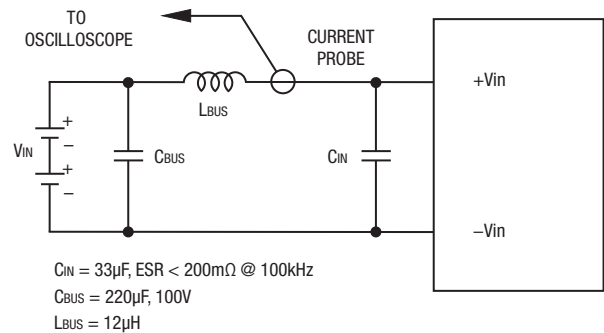 TO
OSCILLOSCOPE
CURRENT
PROBE
+Vin
LBUS
VIN
+
−
+
−
CBUS
CIN
−Vin
CIN = 33µF, ESR < 200mΩ @ 100kHz
CBUS = 220µF, 100V
LBUS = 12µH